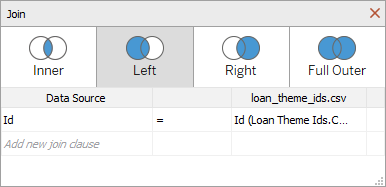 Join
Inner Left Right Full Outer
Data Source loan_theme_ids.csv
Id = Id (Loan Theme Ids.C...
Add new join clause